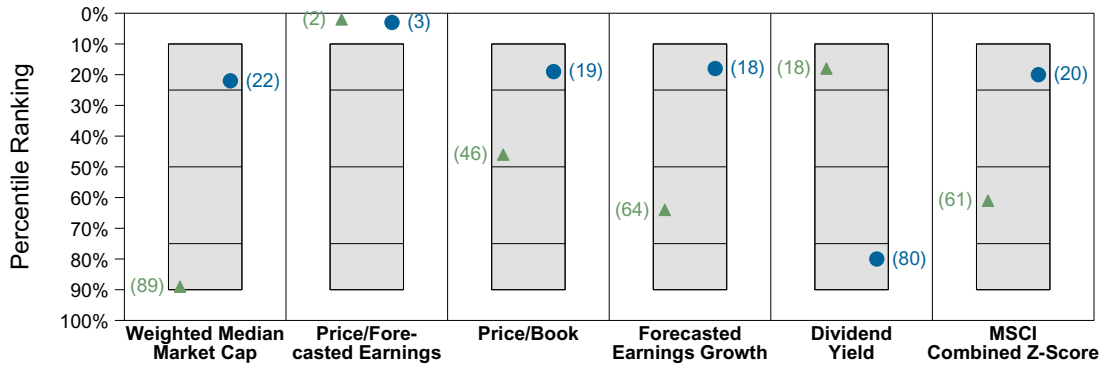 Percentile Ranking
0%
10%
20%
30%
40%
50%
60%
70%
80%
90%
100%
(22)
(89)
(2)
(3)
(19)
(46)
(18)
(64)
(18)
(80)
(20)
(61)
Weighted Median
Market Cap
Price/Fore-
casted Earnings
Price/Book
Forecasted
Earnings Growth
Dividend
Yield
MSCI
Combined Z-Score